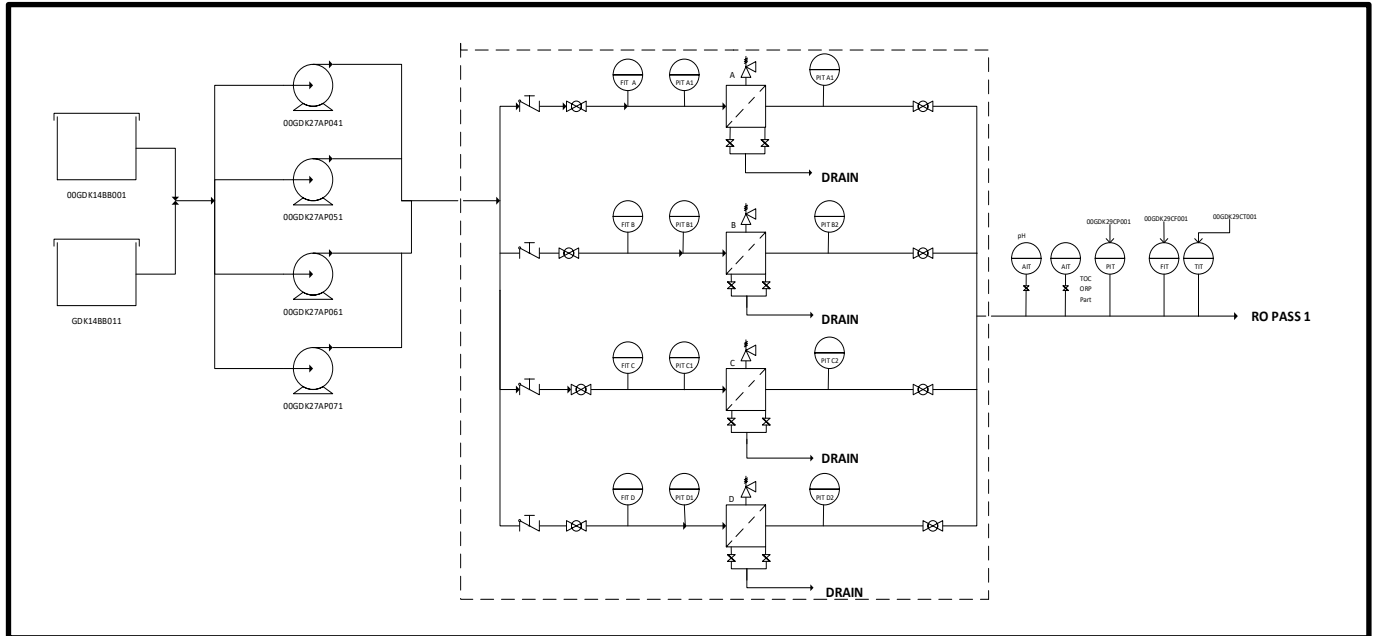 00GDK14BB001
GDK14BB011
00GDK27AP041
00GDK27AP051
00GDK27AP061
00GDK27AP071
FIT A
PIT A1
A
PIT A1
DRAIN
FIT B
PIT B1
B
PIT B2
DRAIN
FIT C
PIT C1
C
PIT C2
DRAIN
FIT D
PIT D1
D
PIT D2
DRAIN
pH
AIT
AIT
TOC
ORP
Part
00GDK29CP001
PIT
00GDK29CF001
FIT
00GDK29CT001
TIT
RO PASS 1